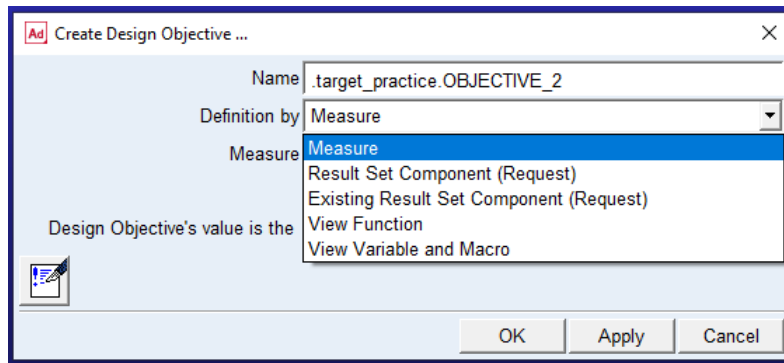 Ad Create Design Objective ...
Name .target_practice.OBJECTIVE_2
Definition by Measure
Measure Measure
Result Set Component (Request)
Existing Result Set Component (Request)
View Function
Design Objective's value is the
View Variable and Macro
OK Apply Cancel